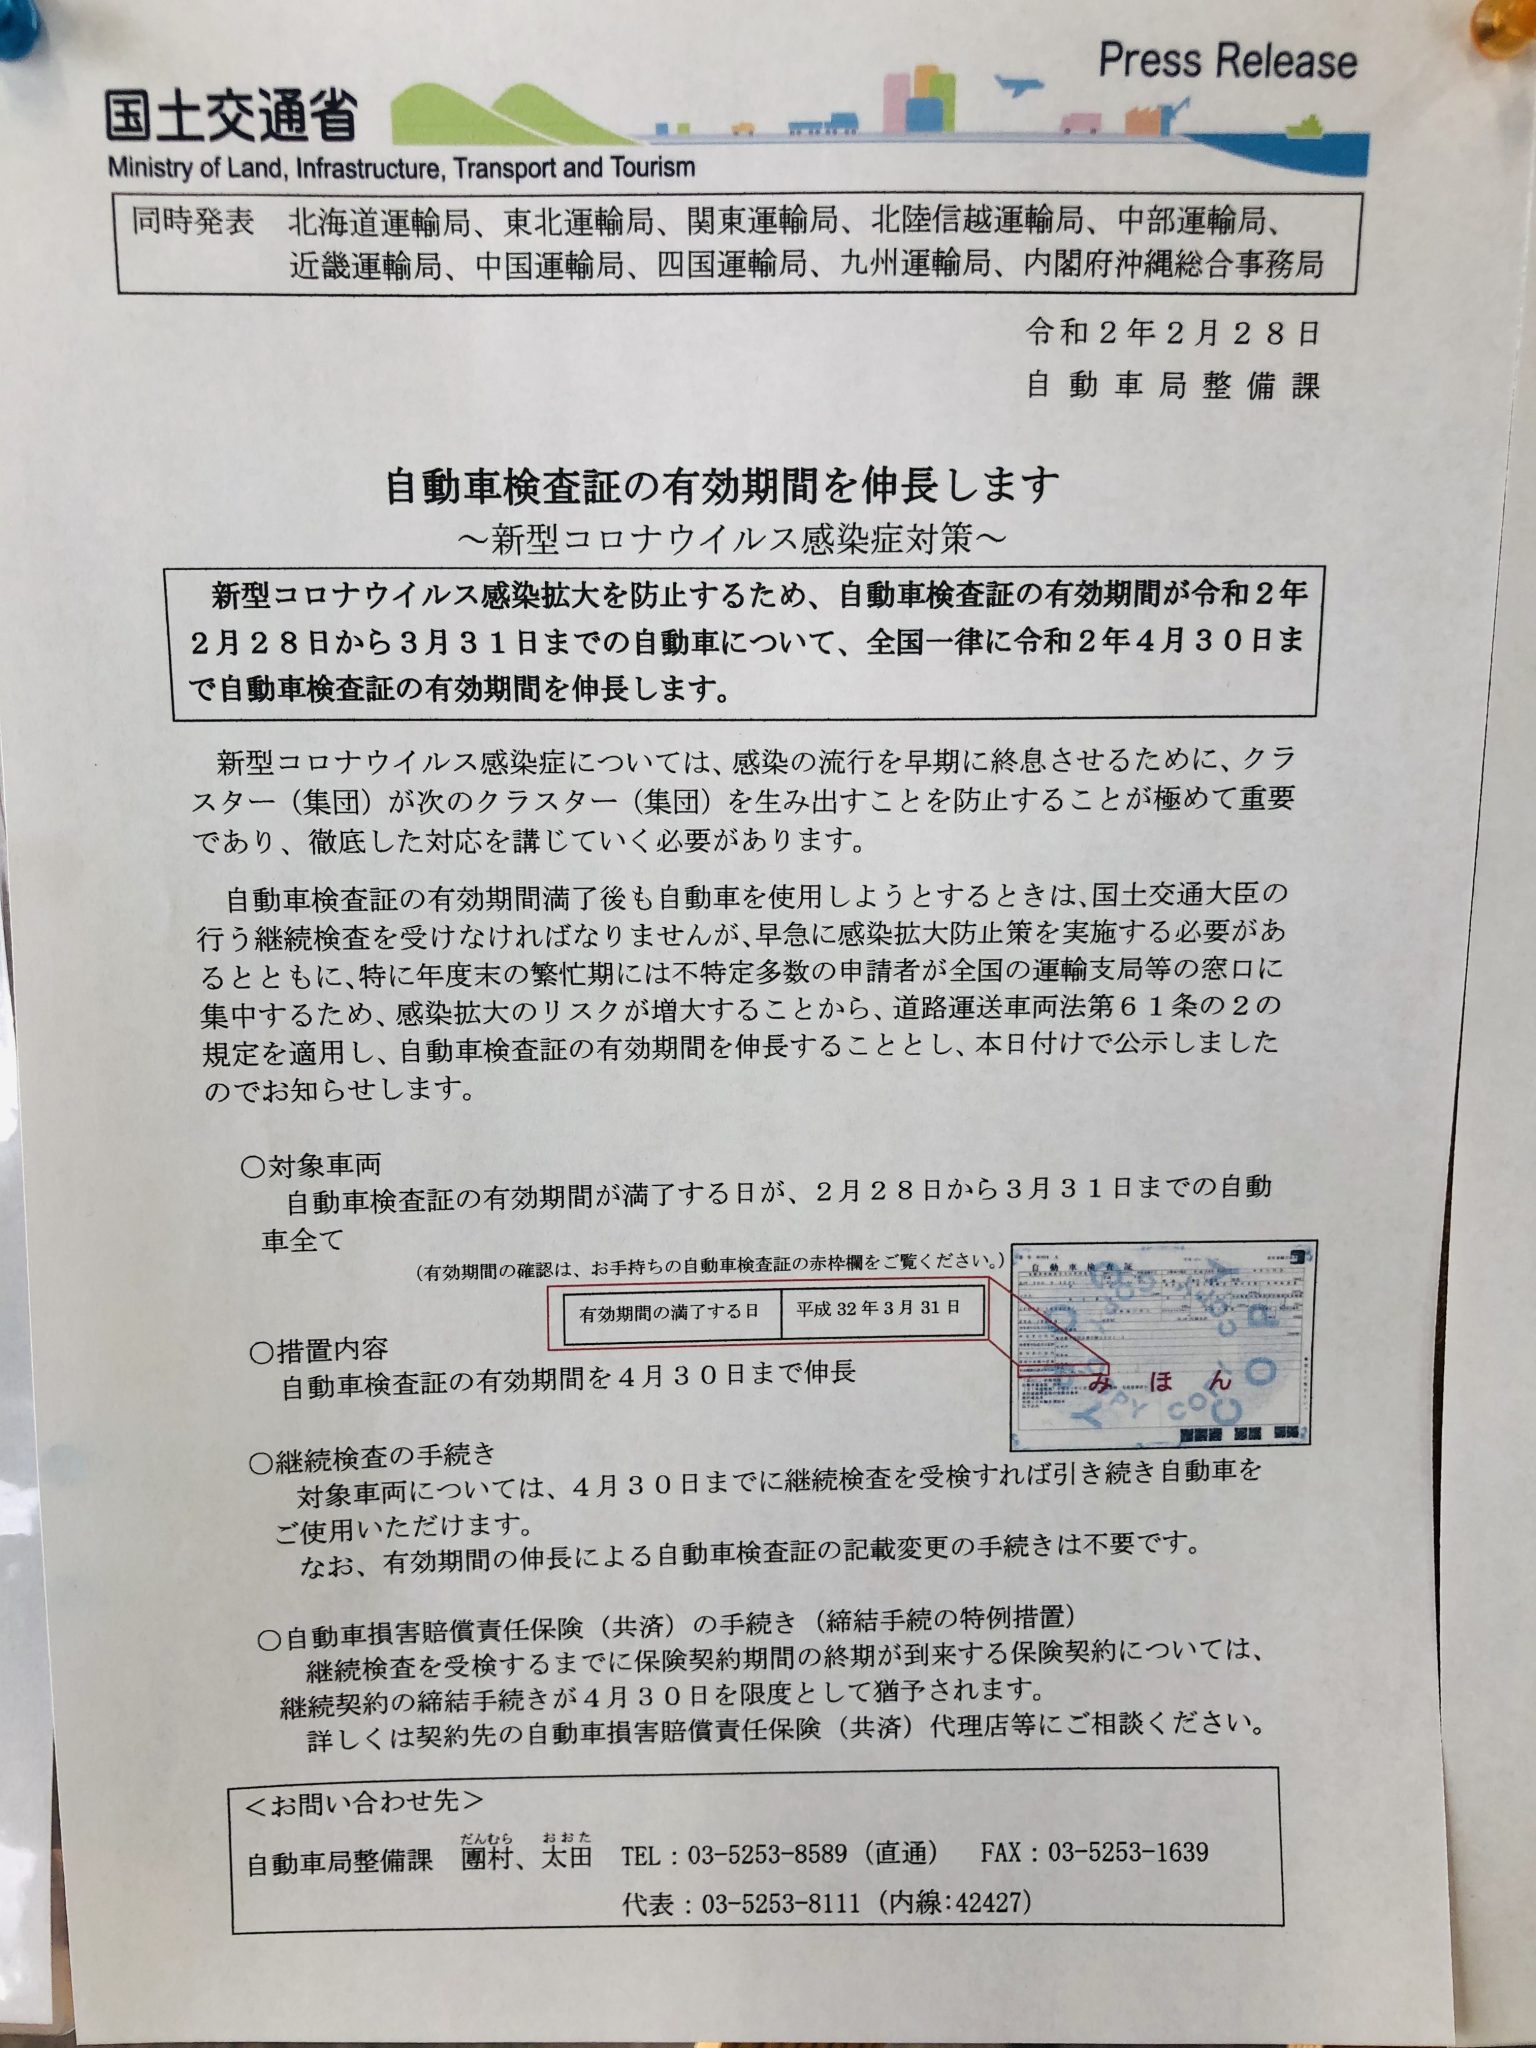 Press Release
国土交通省
Ministry of Land, Infrastructure, Transport and Tourism
同時発表 北海道運輸局、東北運輸局、関東運輸局、北陸信越運輸局、中部運輸局、
近畿運輸局、中国運輸局、四国運輸局、九州運輸局、内閣府沖縄総合事務局
令和２年２月２８日
自動車局整備課
自動車検査証の有効期間を伸長します
～新型コロナウイルス感染症対策～
新型コロナウイルス感染拡大を防止するため、自動車検査証の有効期間が令和２年
２月２８日から３月３１日までの自動車について、全国一律に令和２年４月３０日ま
で自動車検査証の有効期間を伸長します。
新型コロナウイルス感染症については、感染の流行を早期に終息させるために、クラ
スター（集団）が次のクラスター（集団）を生み出すことを防止することが極めて重要
であり、徹底した対応を講じていく必要があります。
自動車検査証の有効期間満了後も自動車を使用しようとするときは、国土交通大臣の
行う継続検査を受けなければなりませんが、早急に感染拡大防止策を実施する必要があ
るとともに、特に年度末の繁忙期には不特定多数の申請者が全国の運輸支局等の窓口に
集中するため、感染拡大のリスクが増大することから、道路運送車両法第６１条の２の
規定を適用し、自動車検査証の有効期間を伸長することとし、本日付けで公示しました
のでお知らせします。
○対象車両
自動車検査証の有効期間が満了する日が、２月２８日から３月３１日までの自動
車全て
（有効期間の確認は、お手持ちの自動車検査証の赤枠欄をご覧ください。）
有効期間の満了する日 平成 32 年 3 月 31 日
自動車検査証
みほん
○措置内容
自動車検査証の有効期間を４月３０日まで伸長
○継続検査の手続き
対象車両については、４月３０日までに継続検査を受検すれば引き続き自動車を
ご使用いただけます。
なお、有効期間の伸長による自動車検査証の記載変更の手続きは不要です。
○自動車損害賠償責任保険（共済）の手続き（締結手続の特例措置）
継続検査を受検するまでに保険契約期間の終期が到来する保険契約については、
継続契約の締結手続きが４月３０日を限度として猶予されます。
詳しくは契約先の自動車損害賠償責任保険（共済）代理店等にご相談ください。
＜お問い合わせ先＞
だんむら おおた
自動車局整備課 團村、太田 TEL：03-5253-8589（直通） FAX：03-5253-1639
代表：03-5253-8111（内線:42427）